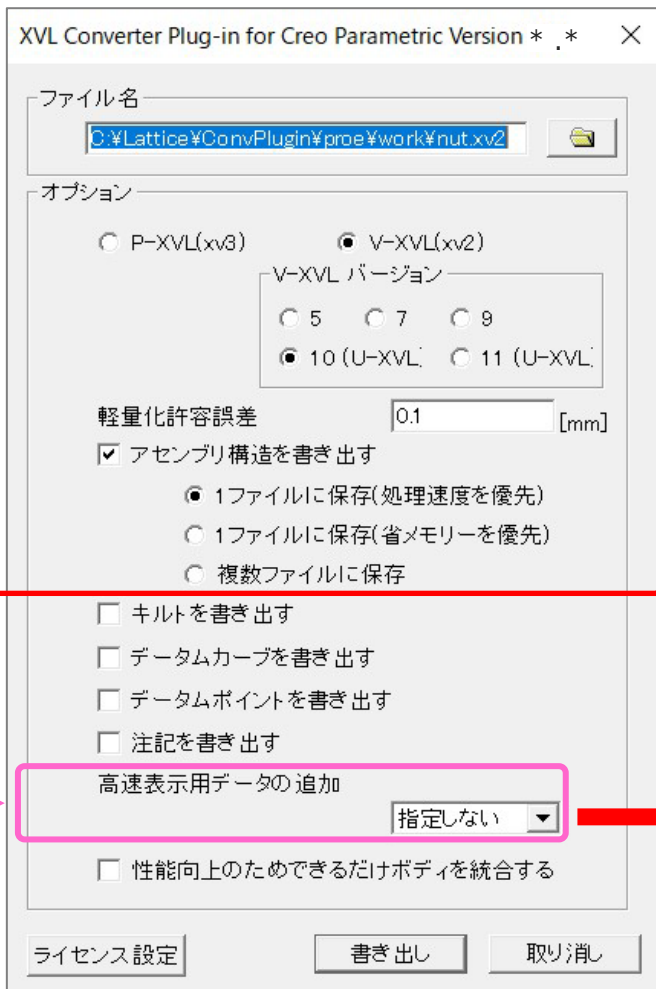 XVL Converter Plug-in for Creo Parametric Version * .*
ファイル名
C:¥Lattice¥ConvPlugin¥proe¥work¥nut.xv2
オプション
P-XVL(xv3) V-XVL(xv2)
V-XVL バージョン
5 7 9
10 (U-XVL) 11 (U-XVL)
軽量化許容誤差 0.1 [mm]
アセンブリ構造を書き出す
1ファイルに保存(処理速度を優先)
1ファイルに保存(省メモリーを優先)
複数ファイルに保存
キルトを書き出す
データムカーブを書き出す
データムポイントを書き出す
注記を書き出す
高速表示用データの追加
指定しない
性能向上のためできるだけボディを統合する
ライセンス設定 書き出し 取り消し